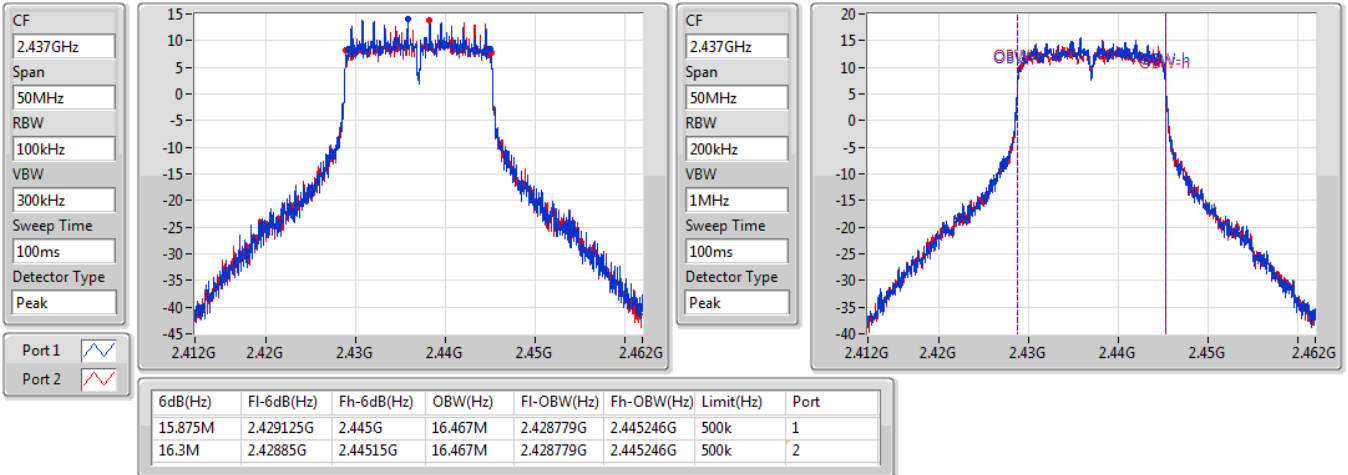 CF
2.437GHz
Span
50MHz
RBW
100kHz
VBW
300kHz
Sweep Time
100ms
Detector Type
Peak
Port 1
Port 2
15
10
5
0
-5
-10
-15
-20
-25
-30
-35
-40
-45
2.412G 2.42G 2.43G 2.44G 2.45G 2.462G
CF
2.437GHz
Span
50MHz
RBW
200kHz
VBW
1MHz
Sweep Time
100ms
Detector Type
Peak
20
15
10
5
0
-5
-10
-15
-20
-25
-30
-35
-40
OBW-h
2.412G 2.42G 2.43G 2.44G 2.45G 2.462G
6dB(Hz) Fl-6dB(Hz) Fh-6dB(Hz) OBW(Hz) Fl-OBW(Hz) Fh-OBW(Hz) Limit(Hz) Port
15.875M 2.429125G 2.445G 16.467M 2.428779G 2.445246G 500k 1
16.3M 2.42885G 2.44515G 16.467M 2.428779G 2.445246G 500k 2